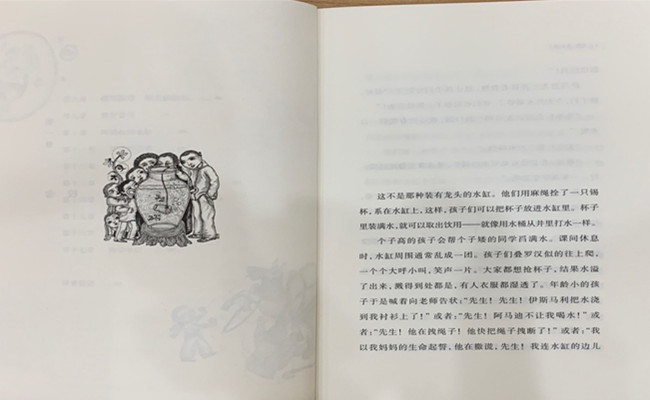 这不是那种装有龙头的水缸。他们用麻绳拴了一只锡
杯，系在水缸上，这样，孩子们可以把杯子放进水缸里。杯子
里装满水，就可以取出饮用——就像用水桶从井里打水一样。
个子高的孩子会帮个子矮的同学舀水。课间休息
时，水缸周围通常乱成一团。孩子们叠罗汉似的往上爬，
一个个大呼小叫，笑声一片。大家都想抢杯子，结果水溢
了出来，溅得到处都是，有人衣服都湿透了。年龄小的孩
子于是喊着向老师告状：“先生！先生！伊斯马利把水浇
到我衬衫上了！”或者：“先生！阿马迪不让我喝水！”或
者：“先生！他在拽绳子！他快把绳子拽断了！”或者：“我
以我妈妈的生命起誓，他在撒谎，先生！我连水缸的边儿